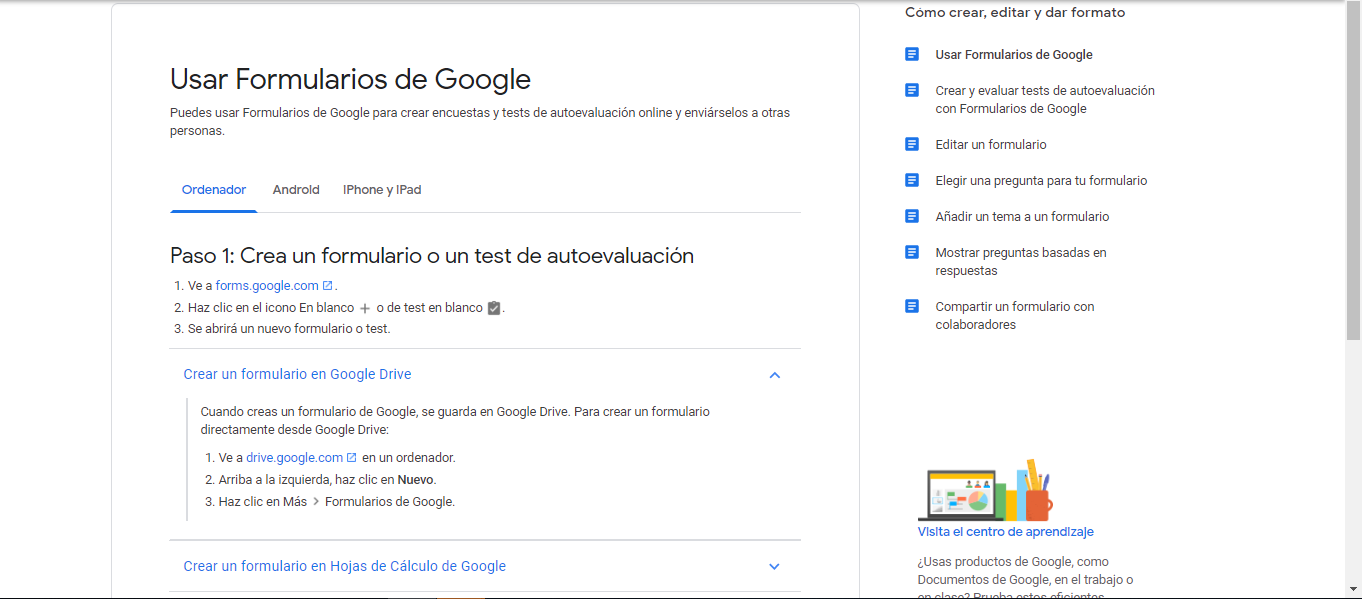 Usar Formularios de Google
Puedes usar Formularios de Google para crear encuestas y tests de autoevaluación online y enviárselos a otras
personas.
Ordenador
Android
iPhone y iPad
Paso 1: Crea un formulario o un test de autoevaluación
1. Ve a forms.google.com.
2. Haz clic en el icono En blanco o de test en blanco.
3. Se abrirá un nuevo formulario o test.
Crear un formulario en Google Drive
Cuando creas un formulario de Google, se guarda en Google Drive. Para crear un formulario
directamente desde Google Drive:
1. Ve a drive.google.com en un ordenador.
2. Arriba a la izquierda, haz clic en Nuevo.
3. Haz clic en Más > Formularios de Google.
Crear un formulario en Hojas de Cálculo de Google
Cómo crear, editar y dar formato
Usar Formularios de Google
Crear y evaluar tests de autoevaluación
con Formularios de Google
Editar un formulario
Elegir una pregunta para tu formulario
Añadir un tema a un formulario
Mostrar preguntas basadas en
respuestas
Compartir un formulario con
colaboradores
Visita el centro de aprendizaje
¿Usas productos de Google, como
Documentos de Google, en el trabajo o
en clase? Prueba estos eficientes